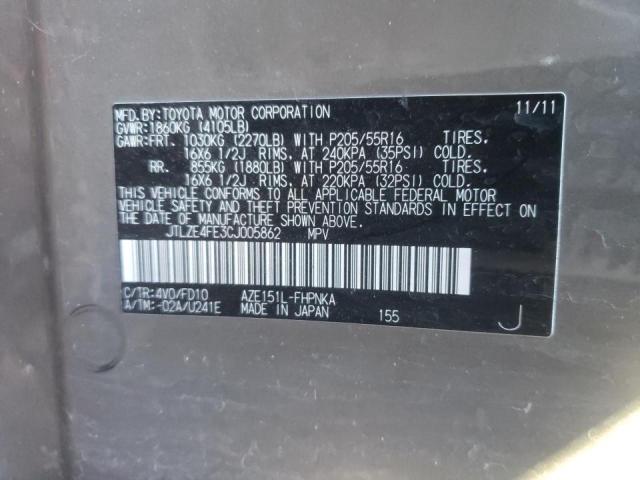 MFD. BY: TOYOTA MOTOR CORPORATION 11/11
GVWR: 1860KG (4105LB)
GAWR: FRT. 1030KG (2270LB) WITH P205/55R16 TIRES.
16X6 1/2J RIMS. AT 240KPA (35PSI) COLD.
RR. 855KG (1880LB) WITH P205/55R16 TIRES.
16X6 1/2J RIMS. AT 220KPA (32PSI) COLD.
THIS VEHICLE CONFORMS TO ALL APPLICABLE FEDERAL MOTOR
VEHICLE SAFETY AND THEFT PREVENTION STANDARDS IN EFFECT ON
THE DATE OF MANUFACTURE SHOWN ABOVE.
JTLZE4FE3CJ005862 MPV
C/TR: 4V0/FD10 AZE151L-FHPNKA
A/TM: -02A/U241E MADE IN JAPAN 155 J